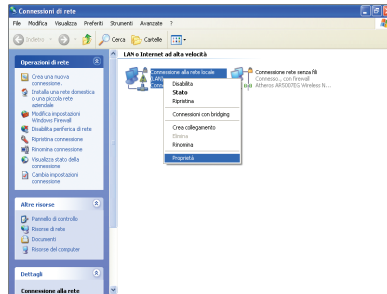 Connessioni di rete
File Modifica Visualizza Preferiti Strumenti Avanzate ?
Indietro Cerca Cartelle
LAN o Internet ad alta velocità
Operazioni di rete
Crea una nuova
connessione.
Installa una rete domestica
o una piccola rete
aziendale
Modifica impostazioni
Windows Firewall
Disabilita periferica di rete
Ripristina connessione
Rinomina connessione
Visualizza stato della
connessione
Cambia impostazioni
connessione
Altre risorse
Pannello di controllo
Risorse di rete
Documenti
Risorse del computer
Dettagli
Connessione alla rete
Connessione alla rete locale
Disabilita
Stato
Ripristina
Connessioni con bridging
Crea collegamento
Elimina
Rinomina
Proprietà
Connessione rete senza fili
Connesso... con firewall
Atheros AR5007EG Wireless N...